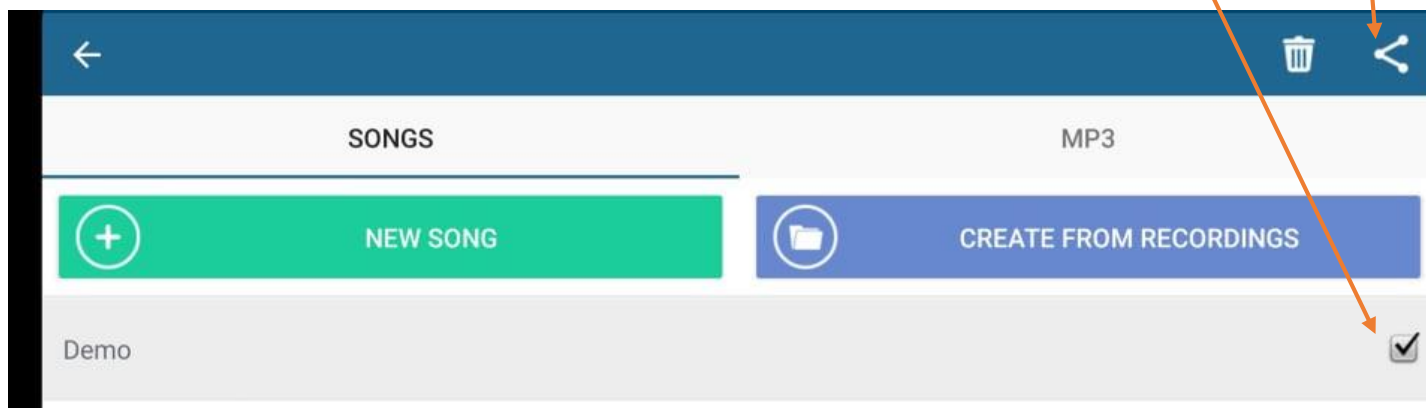 SONGS
MP3
NEW SONG
CREATE FROM RECORDINGS
Demo